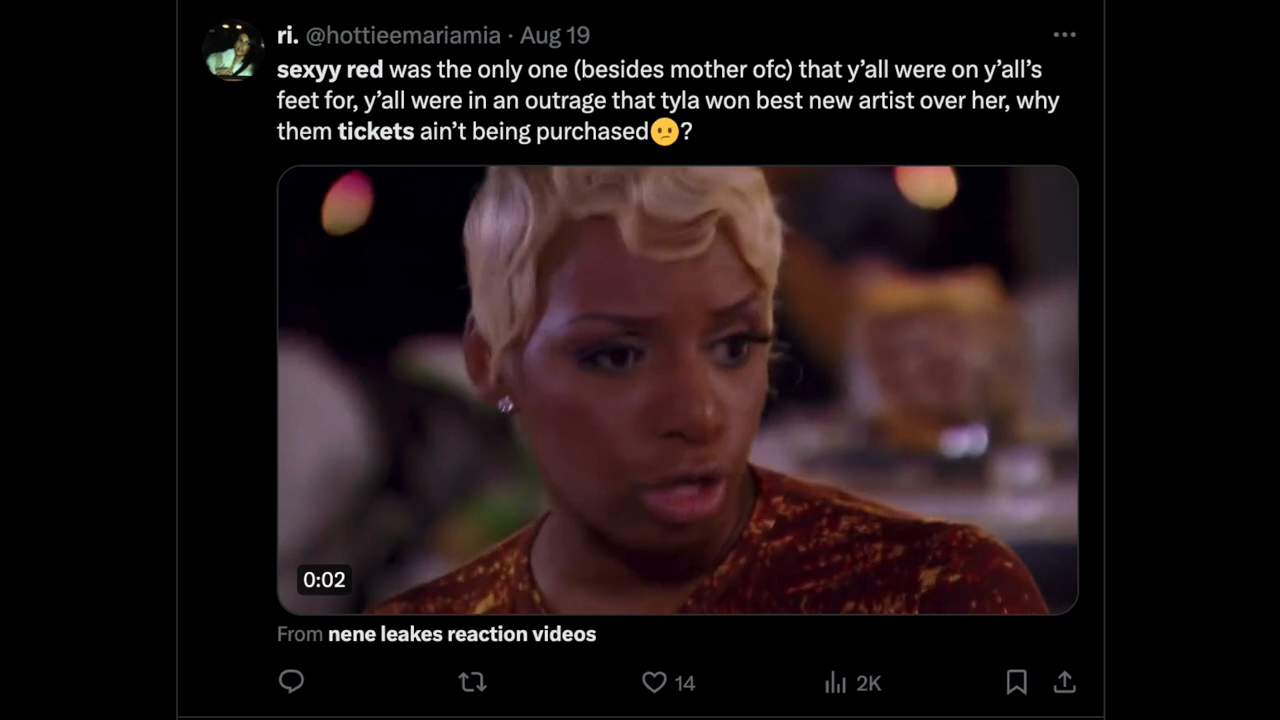 ri. @hottieemariamia · Aug 19
sexyy red was the only one (besides mother ofc) that y’all were on y’all’s
feet for, y’all were in an outrage that tyla won best new artist over her, why
them tickets ain’t being purchased🫤?
0:02
From nene leakes reaction videos
14
2K